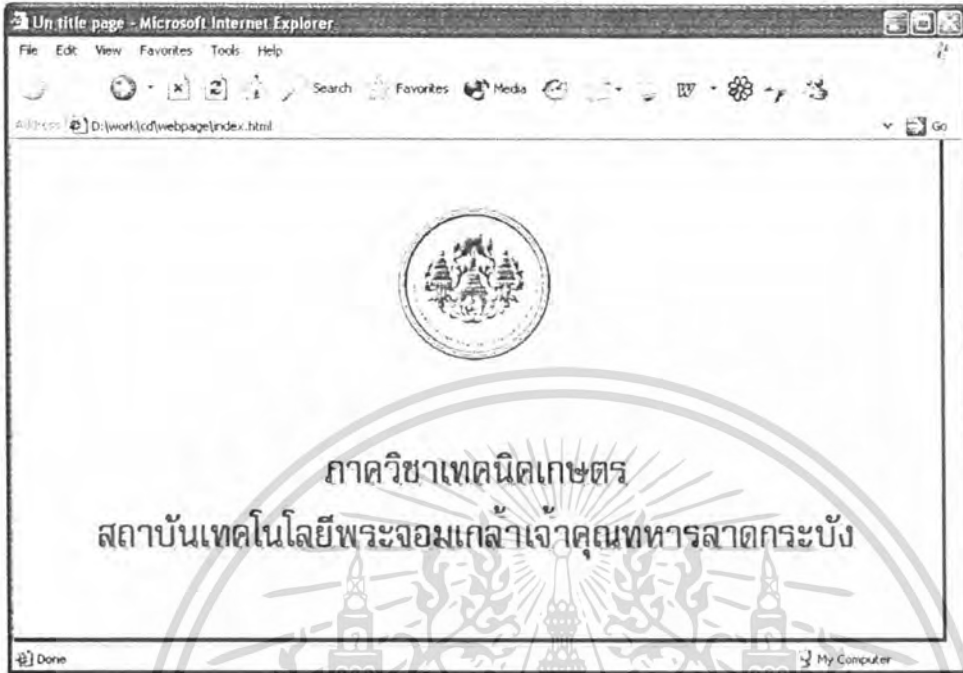 Un title page - Microsoft Internet Explorer
File Edit View Favorites Tools Help
Search Favorites Media
Address D:\work\cd\webpage\index.html Go
ภาควิชาเทคนิคเกษตร
สถาบันเทคโนโลยีพระจอมเกล้าเจ้าคุณทหารลาดกระบัง
Done My Computer